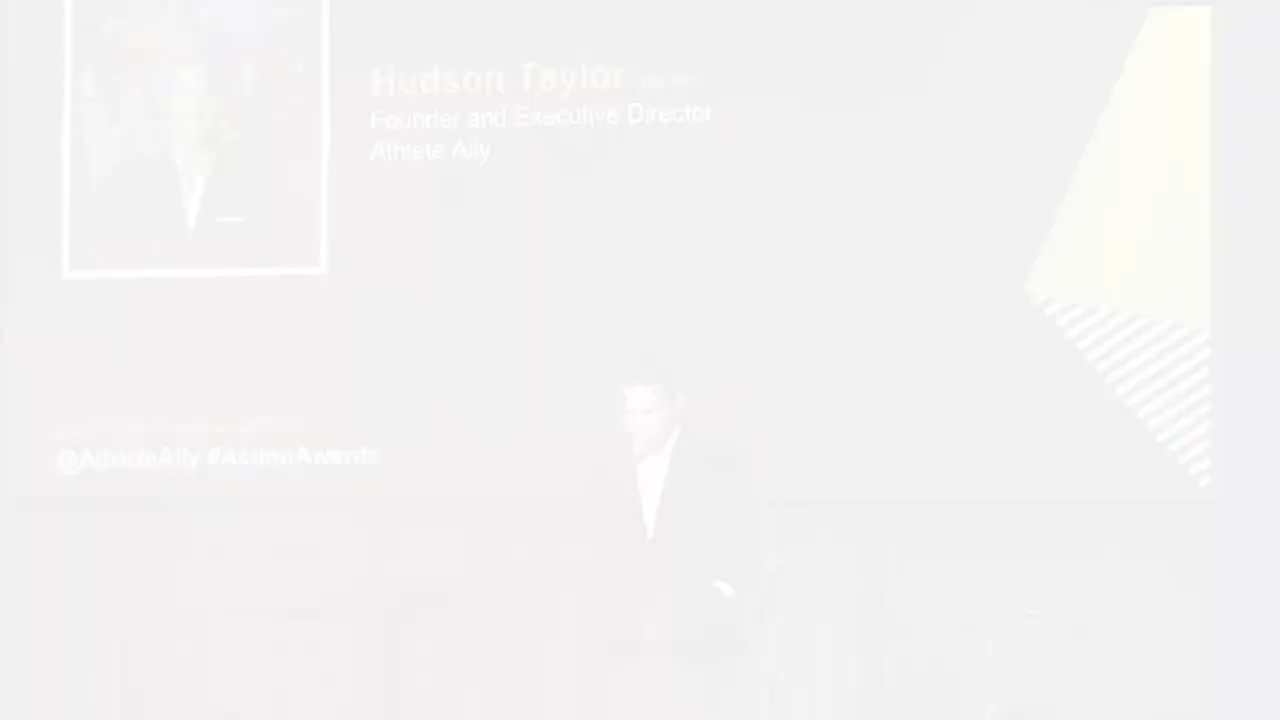 Hudson Taylor
Founder and Executive Director
Athlete Ally
@AthleteAlly #ActionAwards